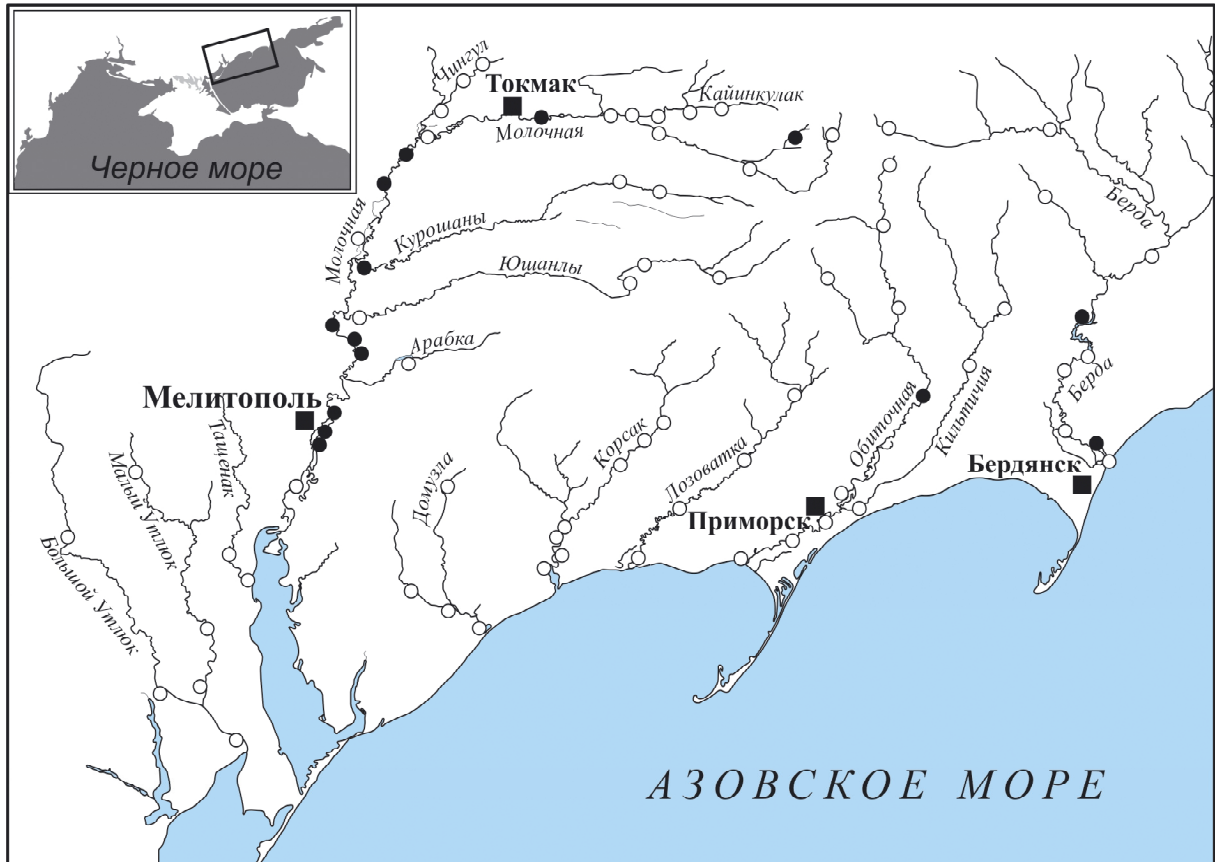 Черное море
Чингул
Токмак
Кайинкулак
Молочная
Молочная
Берда
Курошаны
Юшанлы
Арабка
Мелитополь
Берда
Ташенак
Малый Утлюк
Обиточная
Кильтичия
Корсак
Лозоватка
Домузла
Бердянск
Приморск
Большой Утлюк
АЗОВСКОЕ МОРЕ